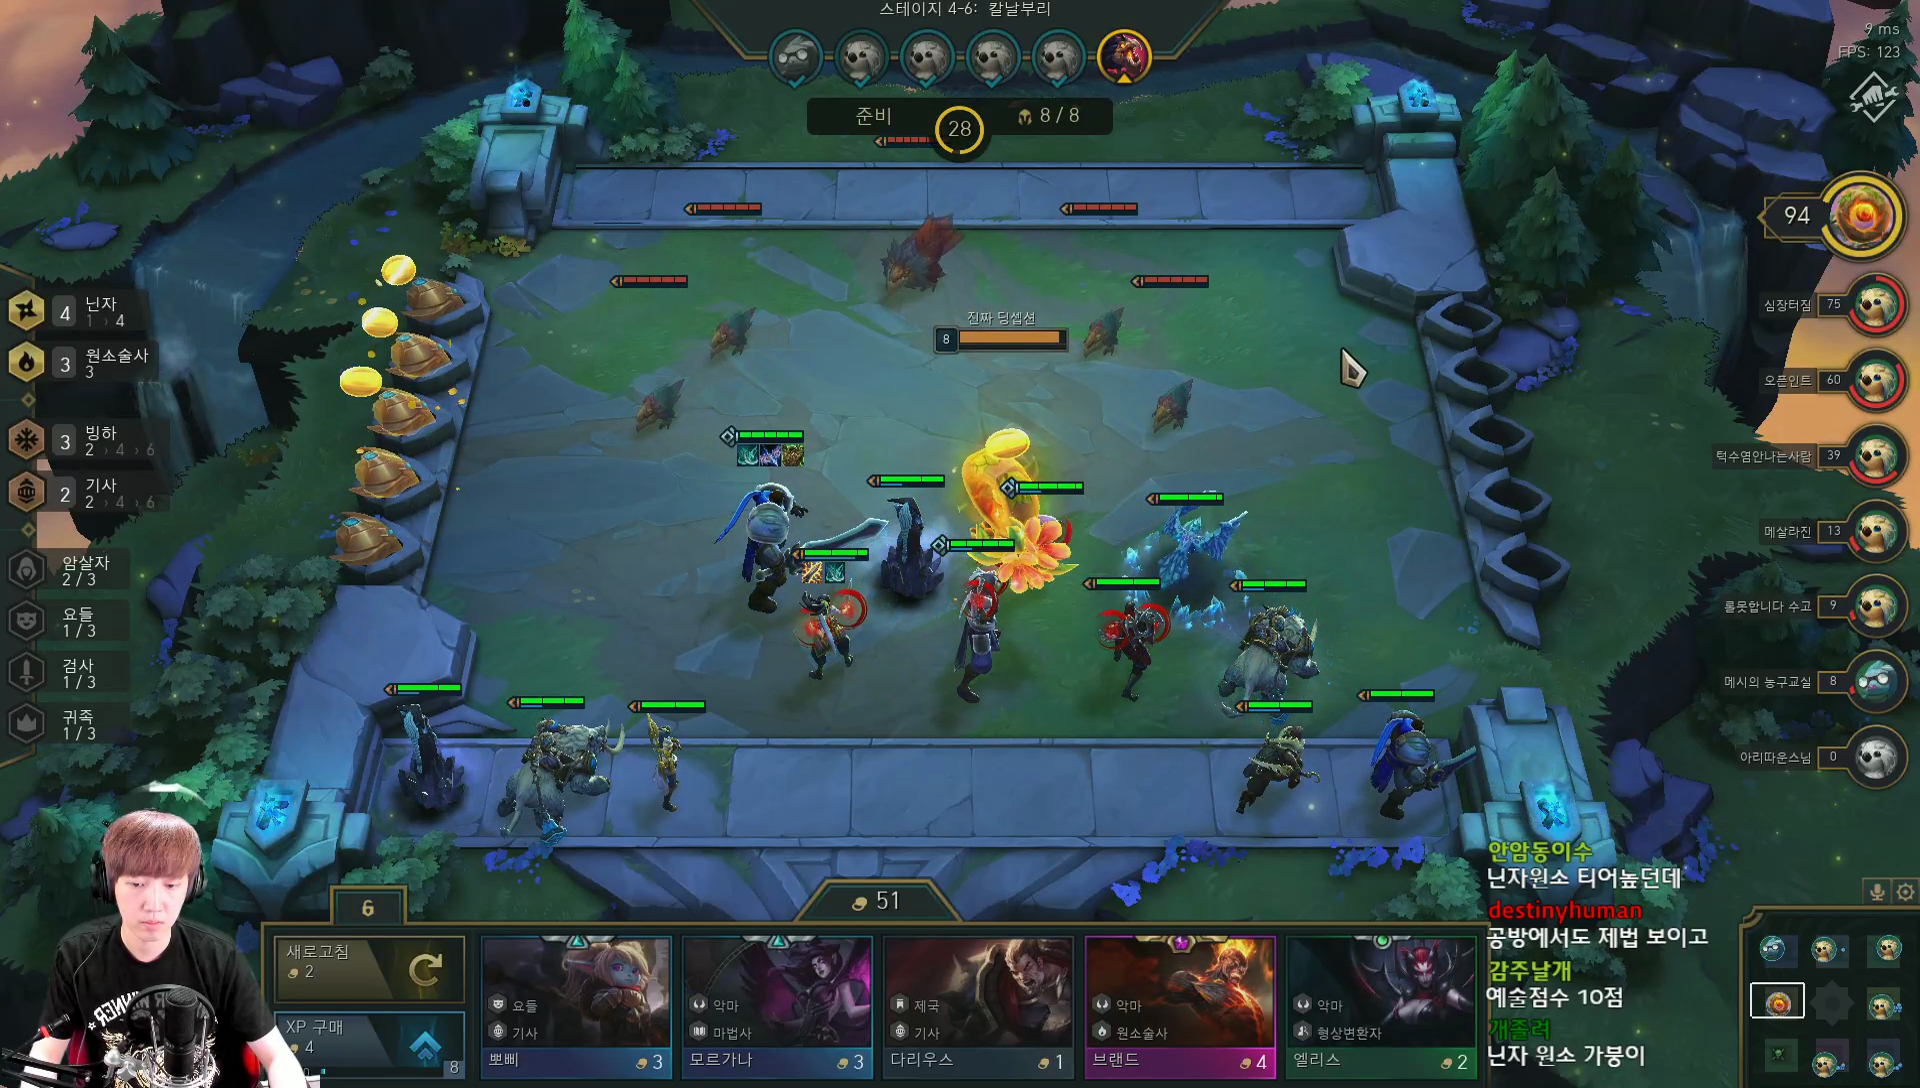 스테이지 4-6: 칼날부리
9 ms
FPS: 123
준비
28
8 / 8
94
4
닌자
1 › 4
3
원소술사
3
3
빙하
2 › 4 › 6
2
기사
2 › 4 › 6
암살자
2 / 3
요들
1 / 3
검사
1 / 3
귀족
1 / 3
진짜 딩셉션
8
심장터짐 75
오픈인트 60
턱수염안나는사람 39
메살라진 13
롤못합니다 수고 9
메시의 농구교실 8
아리따운스님 0
안암동이수
닌자원소 티어높던데
destinyhuman
공방에서도 제법 보이고
감주날개
예술점수 10점
개졸려
닌자 원소 가붕이
6
51
새로고침
2
XP 구매
4
8
요들
기사
뽀삐 3
악마
마법사
모르가나 3
제국
기사
다리우스 1
악마
원소술사
브랜드 4
악마
형상변환자
엘리스 2